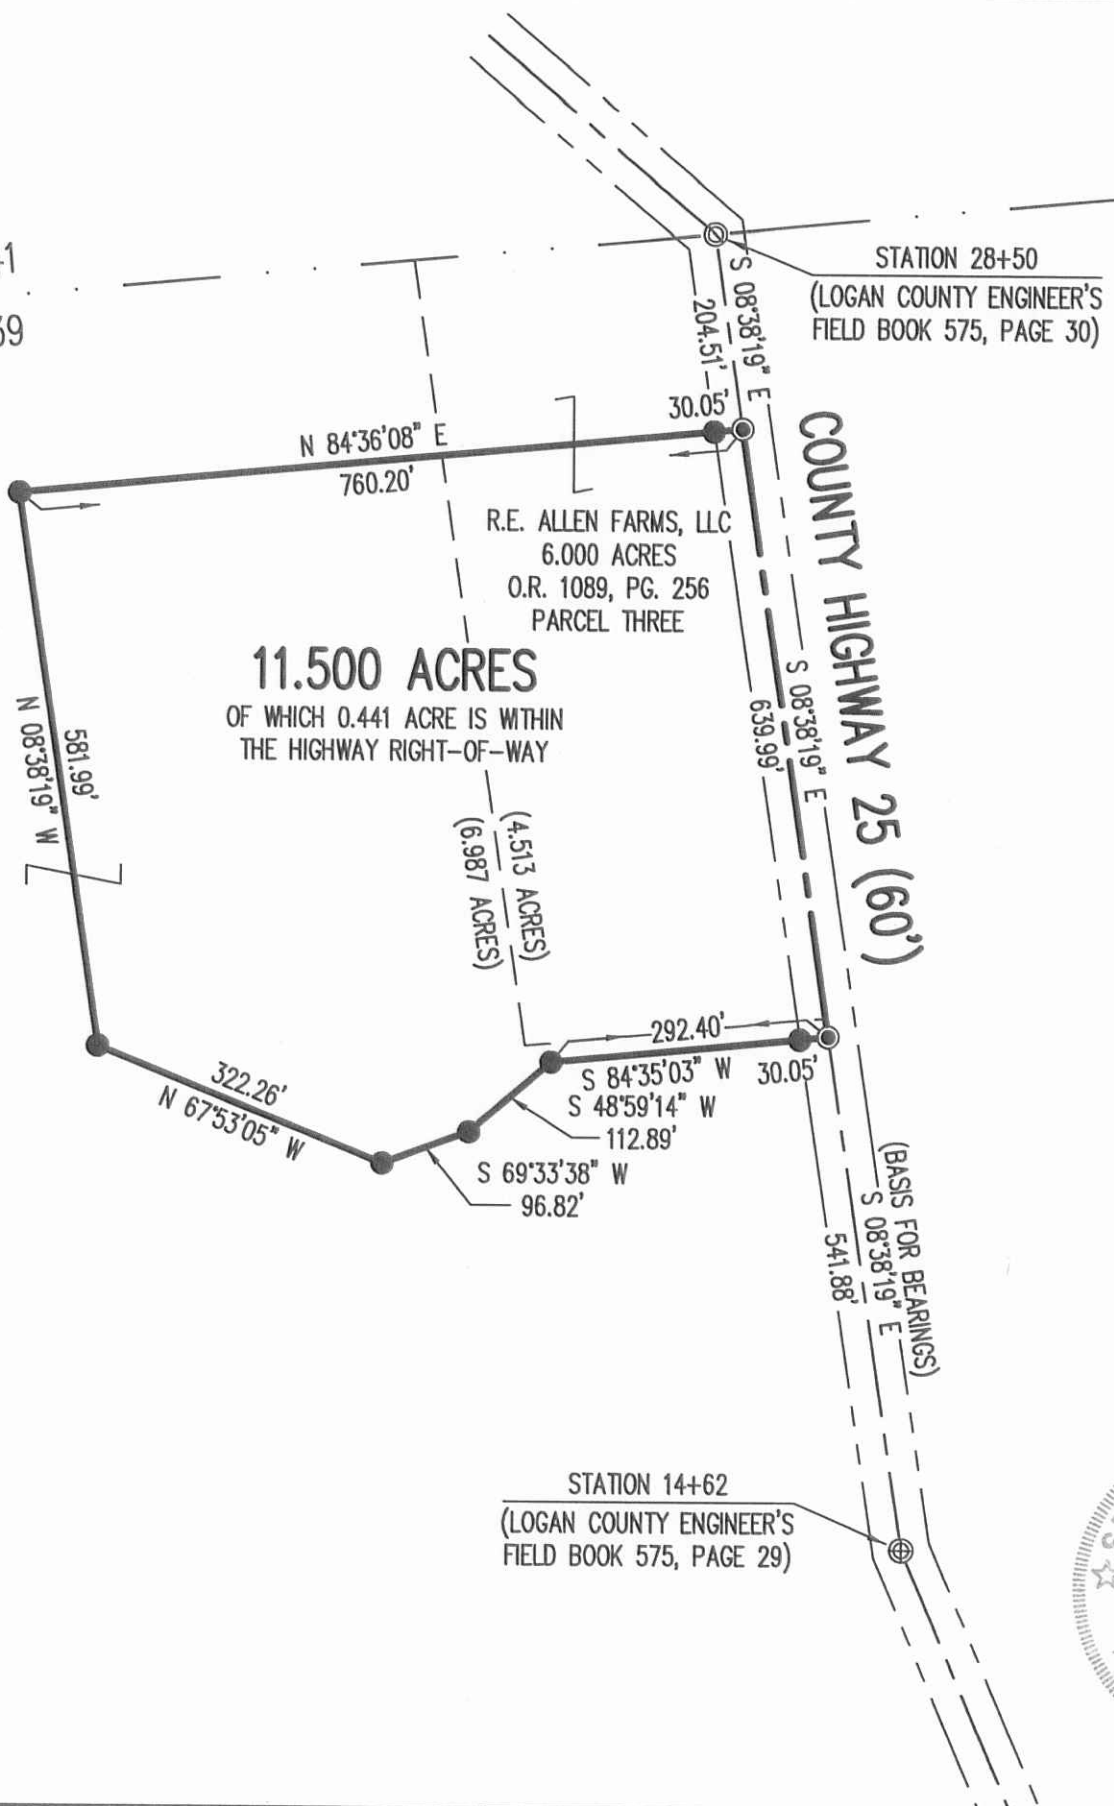 STATION 28+50
(LOGAN COUNTY ENGINEER'S
FIELD BOOK 575, PAGE 30)
S 08°38'19" E
204.51'
30.05'
N 84°36'08" E
760.20'
R.E. ALLEN FARMS, LLC
6.000 ACRES
O.R. 1089, PG. 256
PARCEL THREE
COUNTY HIGHWAY 25 (60')
11.500 ACRES
OF WHICH 0.441 ACRE IS WITHIN
THE HIGHWAY RIGHT-OF-WAY
S 08°38'19" E
639.99'
581.99'
N 08°38'19" W
(4.513 ACRES)
(6.987 ACRES)
292.40'
S 84°35'03" W
30.05'
S 48°59'14" W
112.89'
322.26'
N 67°53'05" W
S 69°33'38" W
96.82'
(BASIS FOR BEARINGS)
S 08°38'19" E
541.88'
STATION 14+62
(LOGAN COUNTY ENGINEER'S
FIELD BOOK 575, PAGE 29)